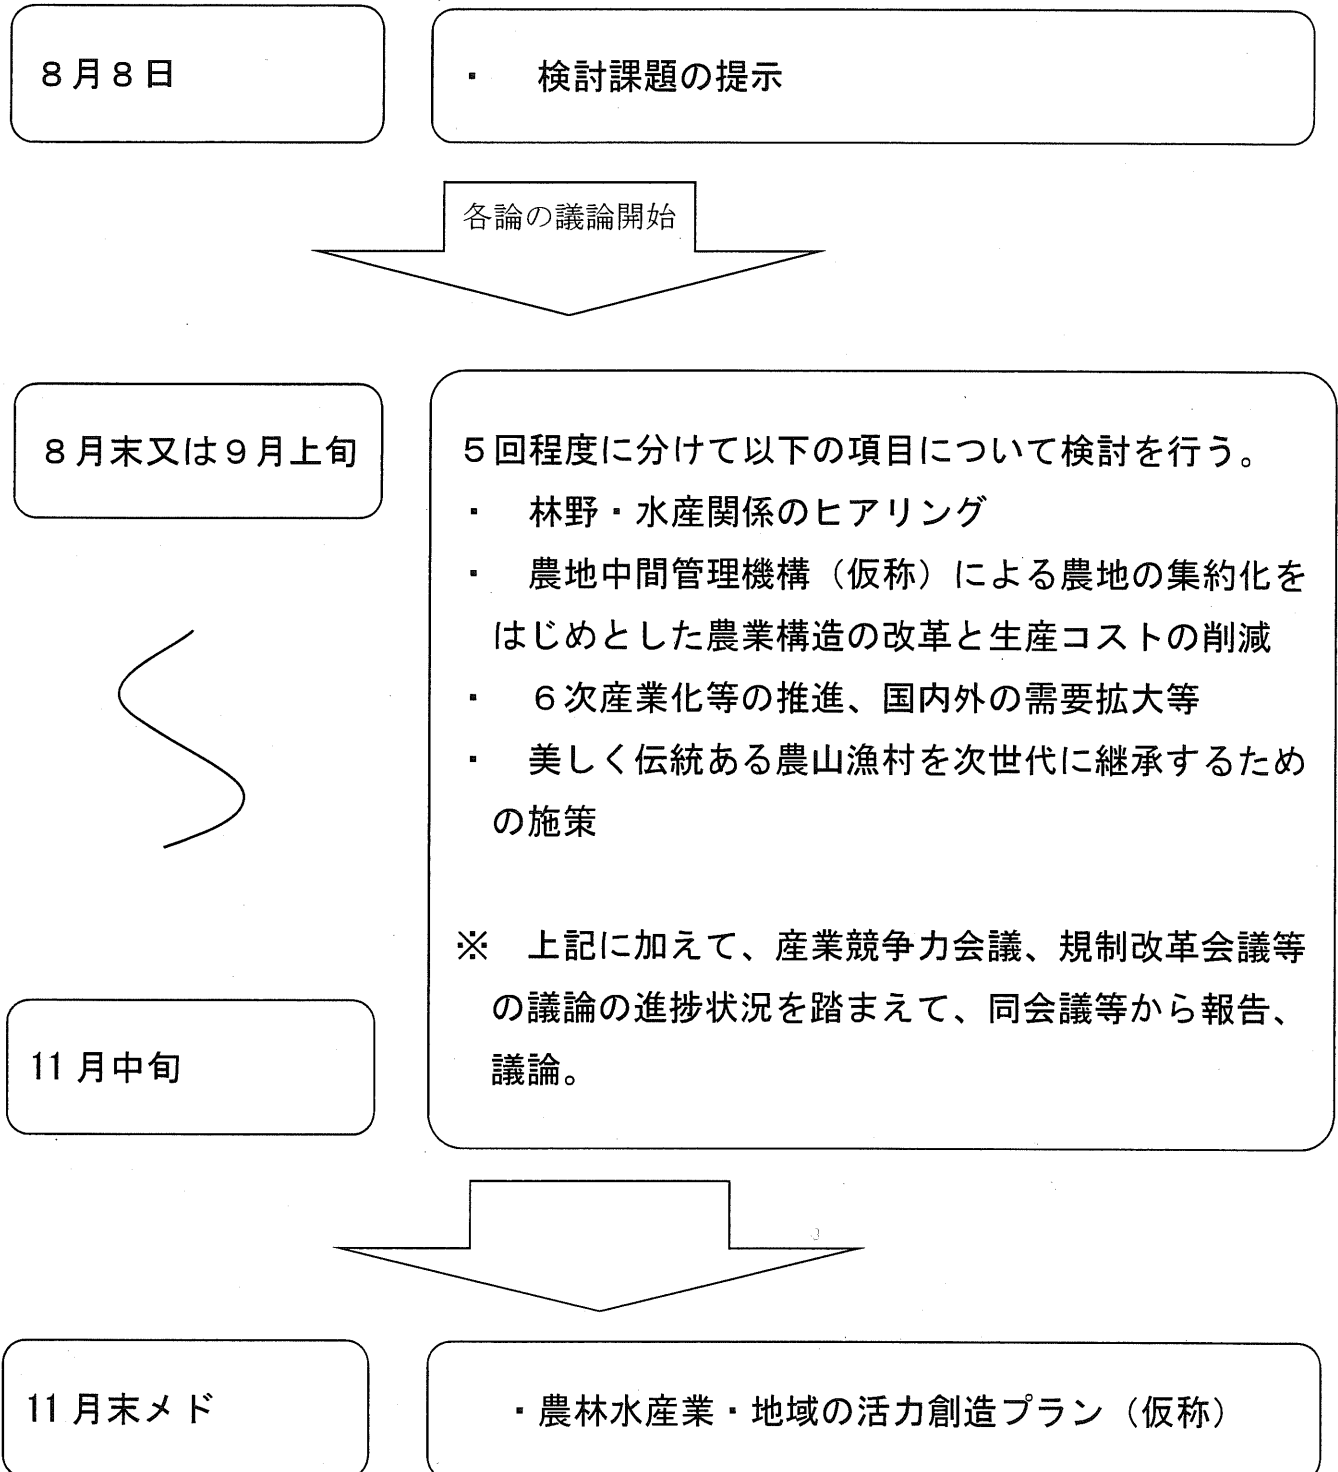 8月8日
・ 検討課題の提示
各論の議論開始
8月末又は9月上旬
5回程度に分けて以下の項目について検討を行う。
・ 林野・水産関係のヒアリング
・ 農地中間管理機構（仮称）による農地の集約化を
はじめとした農業構造の改革と生産コストの削減
・ 6次産業化等の推進、国内外の需要拡大等
・ 美しく伝統ある農山漁村を次世代に継承するため
の施策
※ 上記に加えて、産業競争力会議、規制改革会議等
の議論の進捗状況を踏まえて、同会議等から報告、
議論。
11月中旬
11月末メド
・農林水産業・地域の活力創造プラン（仮称）